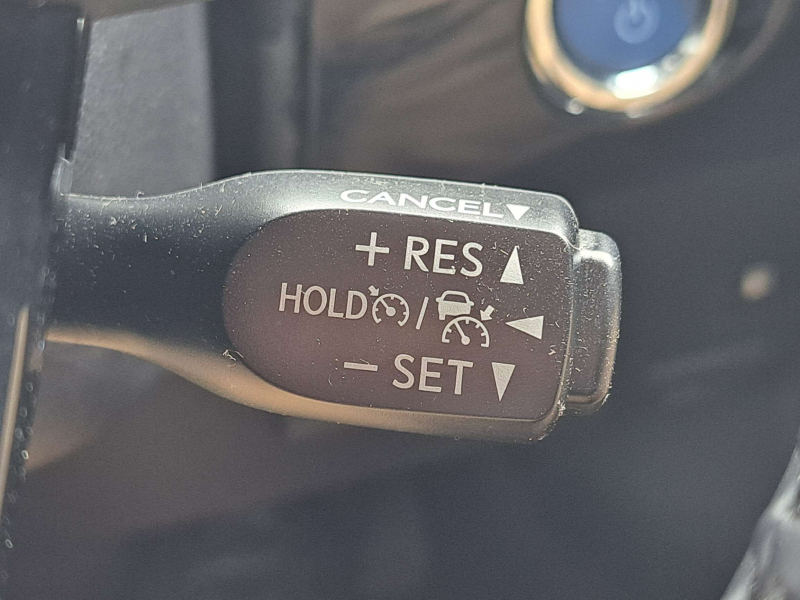 CANCEL▼
+ RES ▲
HOLD / ◀
− SET ▼